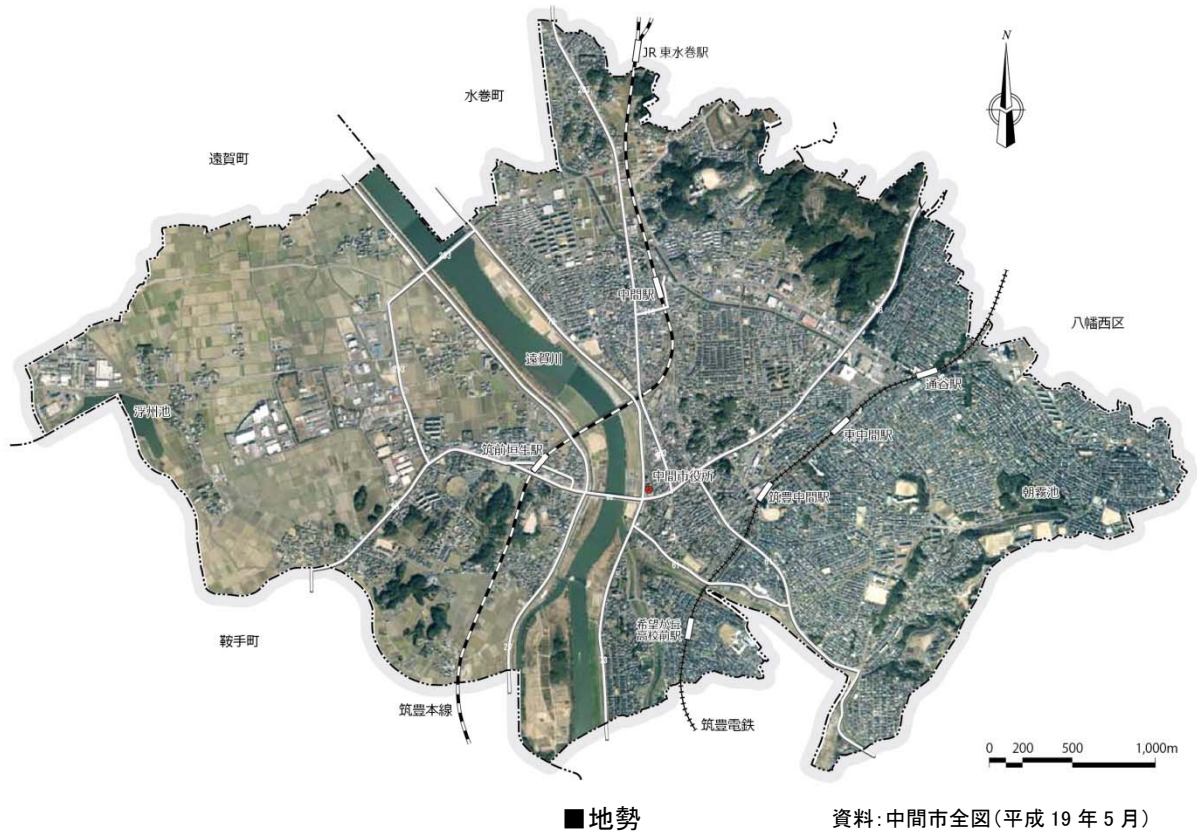 JR 東水巻駅
N
水巻町
遠賀町
中間駅
八幡西区
遠賀川
通谷駅
浮州池
東中間駅
筑前垣生駅
中間市役所
筑豊中間駅
朝霧池
希望が丘
高校前駅
鞍手町
筑豊本線
筑豊電鉄
0 200 500 1,000m
■地勢
資料:中間市全図(平成 19 年 5 月)